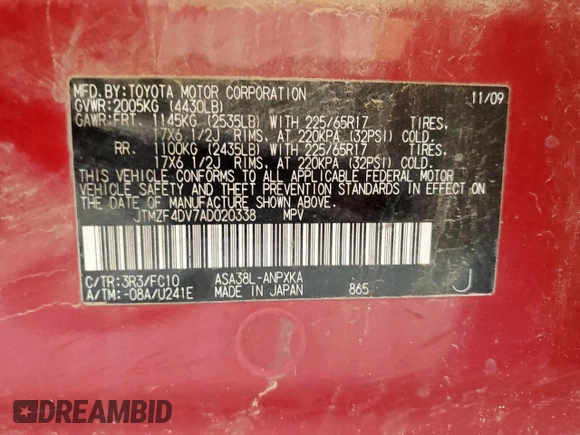 MFD.BY:TOYOTA MOTOR CORPORATION 11/09
GVWR:2005KG (4430LB)
GAWR:FRT. 1145KG (2535LB) WITH 225/65R17 TIRES.
17X6 1/2J RIMS, AT 220KPA (32PSI) COLD.
RR. 1100KG (2435LB) WITH 225/65R17 TIRES.
17X6 1/2J RIMS, AT 220KPA (32PSI) COLD.
THIS VEHICLE CONFORMS TO ALL APPLICABLE FEDERAL MOTOR
VEHICLE SAFETY AND THEFT PREVENTION STANDARDS IN EFFECT ON
THE DATE OF MANUFACTURE SHOWN ABOVE.
JTMZF4DV7AD020338 MPV
C/TR:3R3/FC10 ASA38L-ANPXKA
A/TM:-08A/U241E MADE IN JAPAN 865 J
DREAMBID